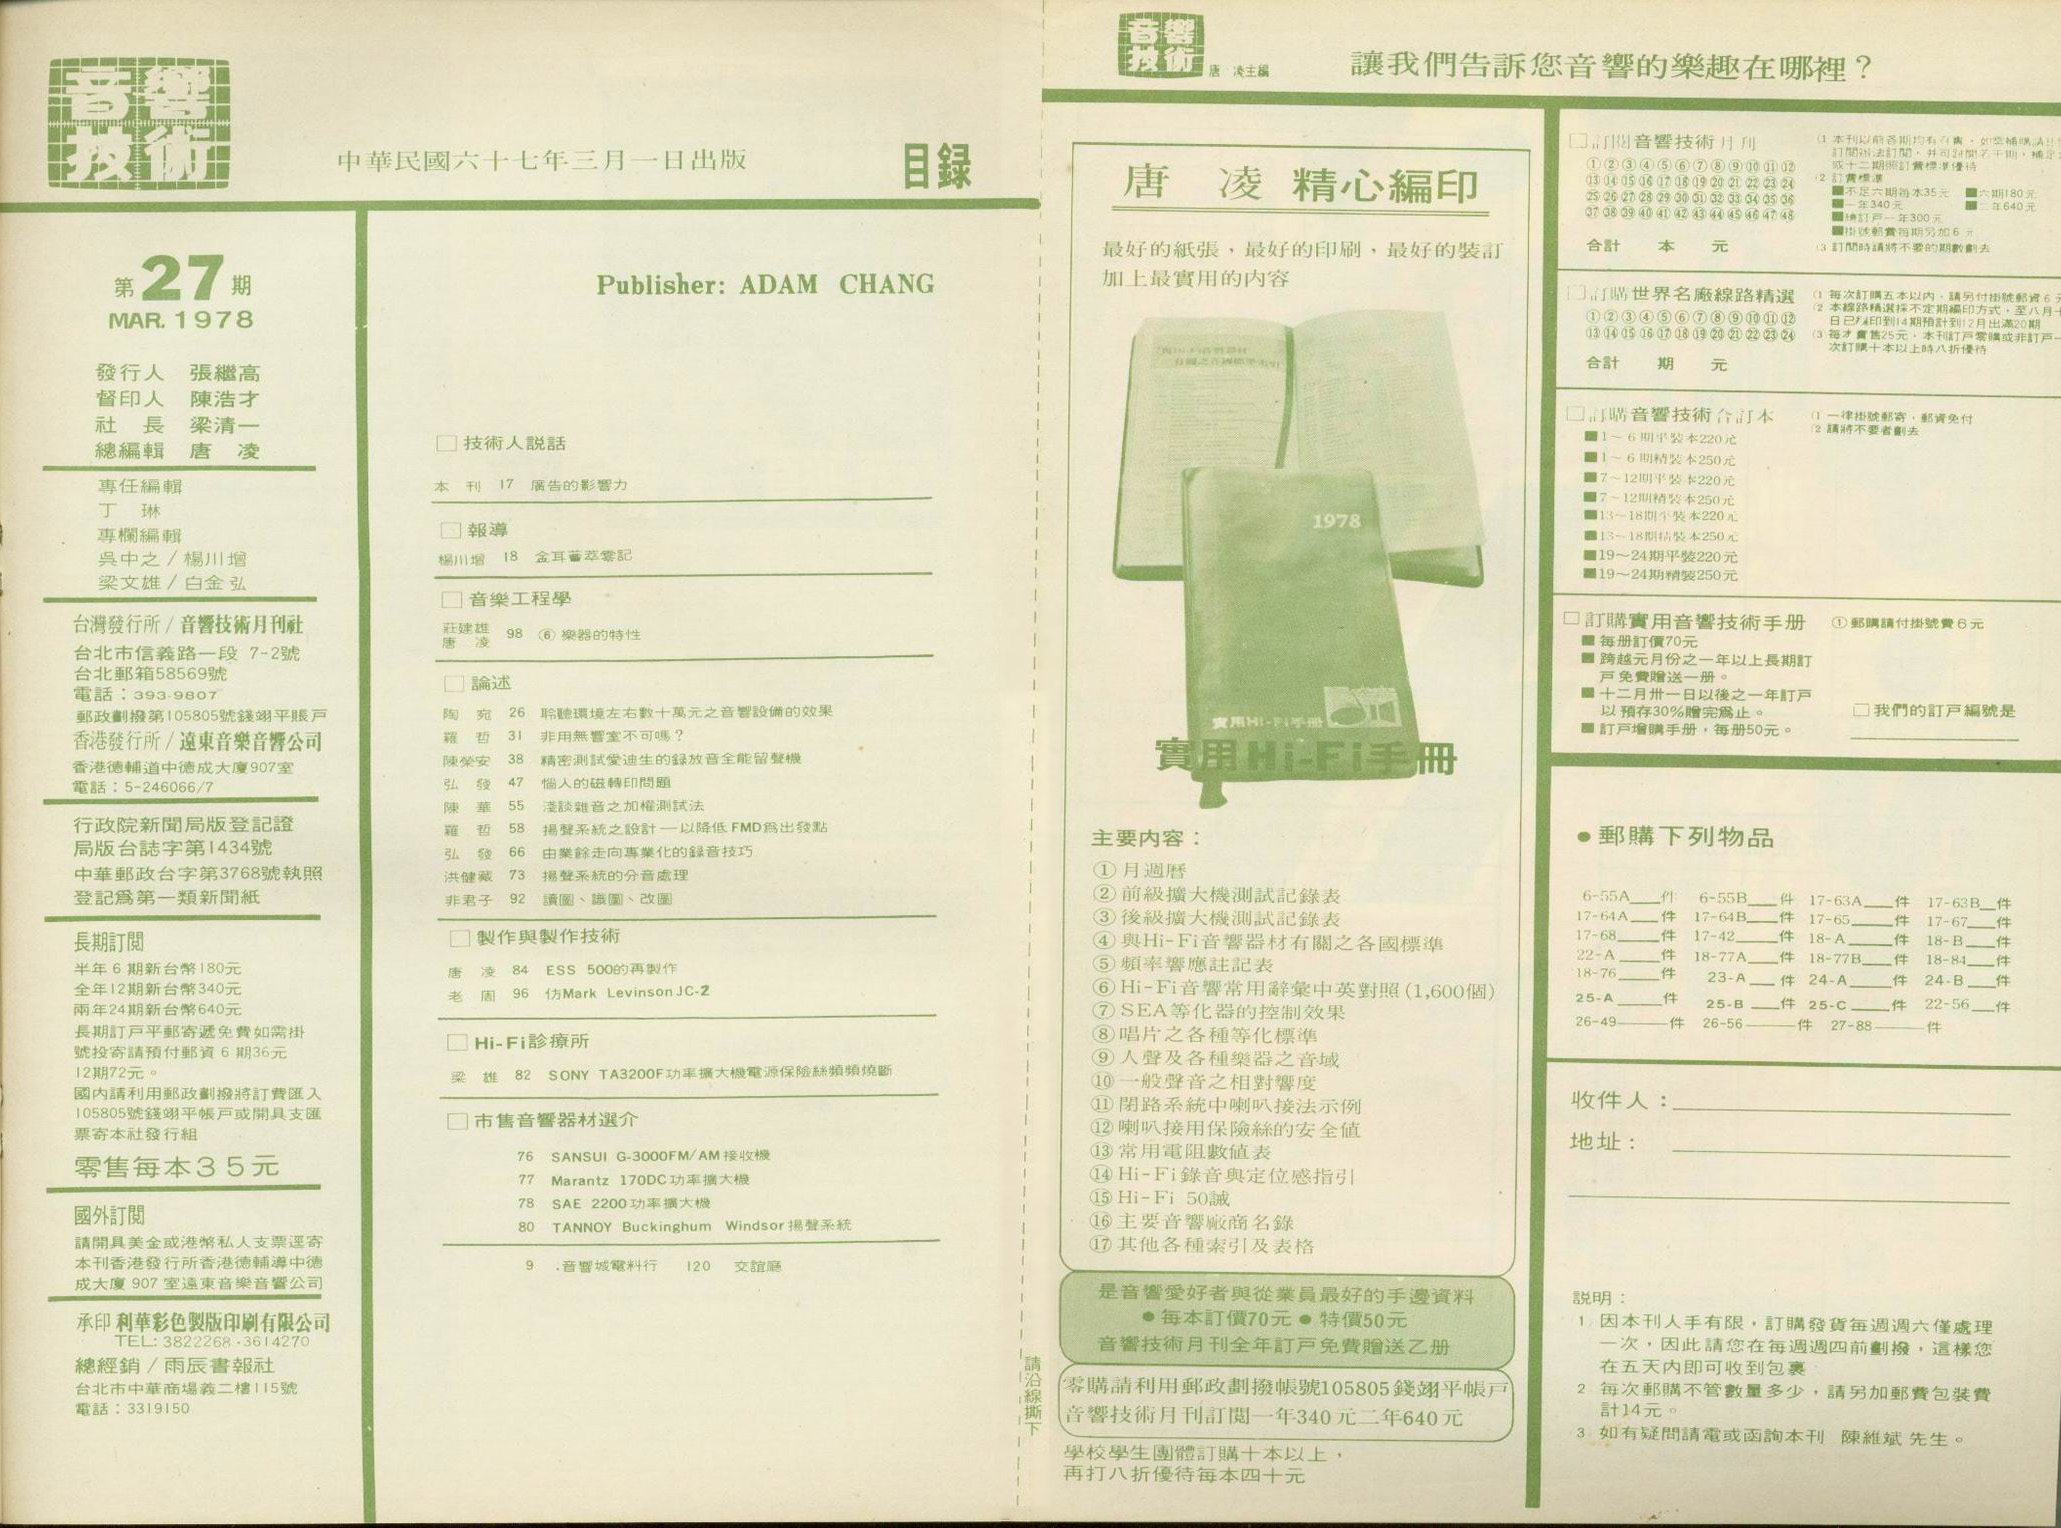 音響
技術
中華民國六十七年三月一日出版
目録
第27期
MAR. 1978
發行人 張繼高
督印人 陳浩才
社 長 梁清一
總編輯 唐 凌
專任編輯
丁 琳
專欄編輯
吳中之/楊川增
梁文雄/白金弘
台灣發行所/音響技術月刊社
台北市信義路一段 7-2號
台北郵箱58569號
電話：393-9807
郵政劃撥第105805號錢翊平賬戶
香港發行所/遠東音樂音響公司
香港德輔道中德成大廈907室
電話：5-246066/7
行政院新聞局版登記證
局版台誌字第1434號
中華郵政台字第3768號執照
登記爲第一類新聞紙
長期訂閱
半年6期新台幣180元
全年12期新台幣340元
兩年24期新台幣640元
長期訂戶平郵寄遞免費如需掛
號投寄請預付郵資6期36元
12期72元。
國內請利用郵政劃撥將訂費匯入
105805號錢翊平帳戶或開具支匯
票寄本社發行組
零售每本35元
國外訂閱
請開具美金或港幣私人支票逕寄
本刊香港發行所香港德輔導中德
成大廈907室遠東音樂音響公司
承印利華彩色製版印刷有限公司
TEL: 3822268·3614270
總經銷/雨辰書報社
台北市中華商場義二樓115號
電話：3319150
Publisher: ADAM CHANG
□技術人説話
本 刊 17 廣告的影響力
□報導
楊川增 18 金耳薈萃零記
□音樂工程學
莊建雄
唐 凌 98 ⑥樂器的特性
□論述
陶 宛 26 聆聽環境左右數十萬元之音響設備的效果
羅 哲 31 非用無響室不可嗎？
陳榮安 38 精密測試愛迪生的録放音全能留聲機
弘 發 47 惱人的磁轉印問題
陳 華 55 淺談雜音之加權測試法
羅 哲 58 揚聲系統之設計—以降低FMD爲出發點
弘 發 66 由業餘走向專業化的録音技巧
洪健藏 73 揚聲系統的分音處理
非君子 92 讀圖、識圖、改圖
□製作與製作技術
唐 凌 84 ESS 500的再製作
老 周 96 仿Mark Levinson JC-2
□Hi-Fi診療所
梁 雄 82 SONY TA3200F功率擴大機電源保險絲頻頻燒斷
□市售音響器材選介
76 SANSUI G-3000FM/AM接收機
77 Marantz 170DC功率擴大機
78 SAE 2200功率擴大機
80 TANNOY Buckinghum Windsor揚聲系統
9 .音響城電料行 120 交誼廳
請沿線撕下
音響
技術
唐·凌主編
讓我們告訴您音響的樂趣在哪裡？
唐 凌 精心編印
最好的紙張，最好的印刷，最好的裝訂
加上最實用的內容
1978
實用Hi-Fi手册
實用Hi-Fi手冊
主要內容：
①月週曆
②前級擴大機測試記錄表
③後級擴大機測試記錄表
④與Hi-Fi音響器材有關之各國標準
⑤頻率響應註記表
⑥Hi-Fi音響常用辭彙中英對照(1,600個)
⑦SEA等化器的控制效果
⑧唱片之各種等化標準
⑨人聲及各種樂器之音域
⑩一般聲音之相對響度
⑪閉路系統中喇叭接法示例
⑫喇叭接用保險絲的安全値
⑬常用電阻數值表
⑭Hi-Fi錄音與定位感指引
⑮Hi-Fi 50誡
⑯主要音響廠商名錄
⑰其他各種索引及表格
是音響愛好者與從業員最好的手邊資料
●每本訂價70元●特價50元
音響技術月刊全年訂戶免費贈送乙册
零購請利用郵政劃撥帳號105805錢翊平帳戶
音響技術月刊訂閱一年340元二年640元
學校學生團體訂購十本以上，
再打八折優待每本四十元
□訂閱音響技術月刊
①②③④⑤⑥⑦⑧⑨⑩⑪⑫
⑬⑭⑮⑯⑰⑱⑲⑳㉑㉒㉓㉔
㉕㉖㉗㉘㉙㉚㉛㉜㉝㉞㉟㊱
㊲㊳㊴㊵㊶㊷㊸㊹㊺㊻㊼㊽
合計 本 元
(2 訂費標準
■不足六期每本35元 ■六期180元
■一年340元 ■二年640元
■續訂戶一年300元
■掛號郵費每期另加6元
(3 訂閱時請將不要的期數劃去
□訂購世界名廠線路精選
①②③④⑤⑥⑦⑧⑨⑩⑪⑫
⑬⑭⑮⑯⑰⑱⑲⑳㉑㉒㉓㉔
合計 期 元
(1 每次訂購五本以內，請另付掛號郵資6
(2 本線路精選採不定期編印方式，至八月
日已編印到14期預計到12月出滿20期
(3 每本實售25元，本刊訂戶零購或非訂戶一
次訂購十本以上時八折優待
□訂購音響技術合訂本
■1～6期平裝本220元
■1～6期精裝本250元
■7～12期平裝本220元
■7～12期精裝本250元
■13～18期平裝本220元
■13～18期精裝本250元
■19～24期平裝220元
■19～24期精裝250元
(1 一律掛號郵寄，郵資免付
(2 請將不要者劃去
□訂購實用音響技術手册
■每册訂價70元
■跨越元月份之一年以上長期訂
戶免費贈送一册。
■十二月卅一日以後之一年訂戶
以預存30%贈完爲止。
■訂戶增購手册，每册50元。
①郵購請付掛號費6元
□我們的訂戶編號是
●郵購下列物品
6-55A___件 6-55B___件 17-63A___件 17-63B__件
17-64A___件 17-64B____件 17-65____件 17-67___件
17-68____件 17-42____件 18-A____件 18-B___件
22-A ____件 18-77A___件 18-77B___件 18-84___件
18-76____件 23-A ___件 24-A____件 24-B ___件
25-A ____件 25-B ___件 25-C ____件 22-56__件
26-49____件 26-56____件 27-88____件
收件人：
地址：
説明：
1 因本刊人手有限，訂購發貨每週週六僅處理
一次，因此請您在每週週四前劃撥，這樣您
在五天內即可收到包裹
2 每次郵購不管數量多少，請另加郵費包裝費
計14元。
3 如有疑問請電或函詢本刊 陳維斌先生。